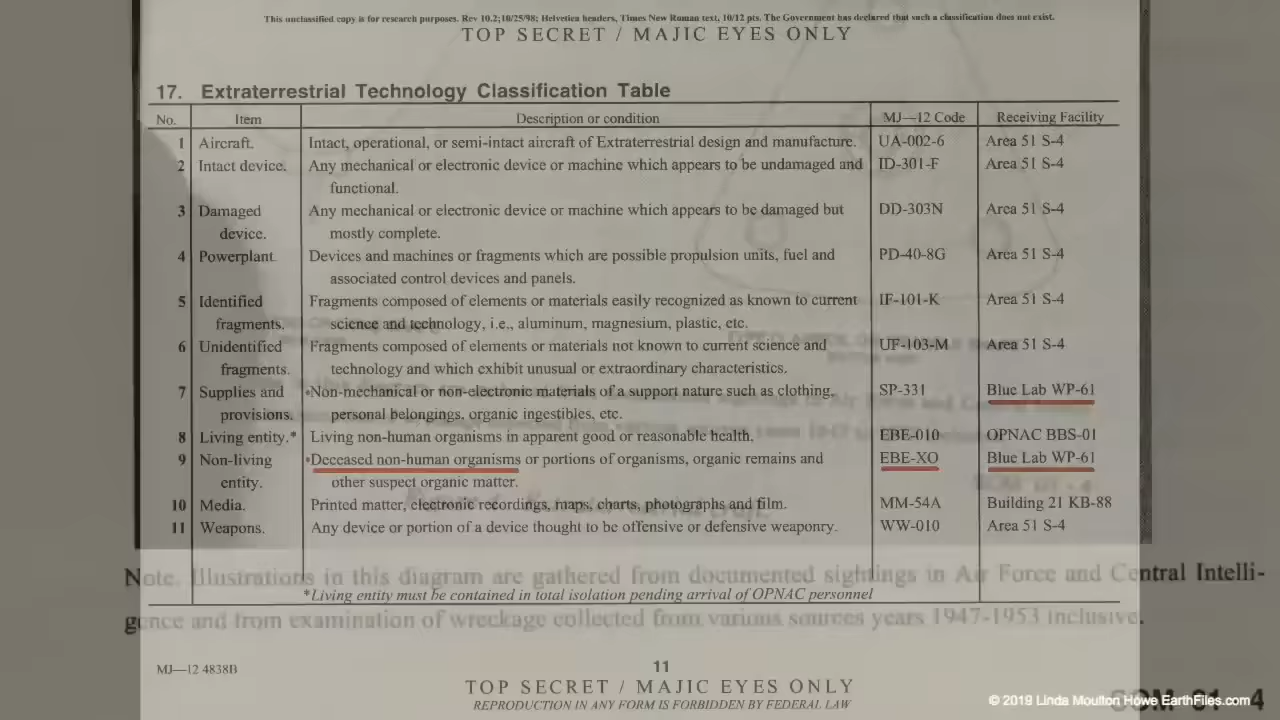 This unclassified copy is for research purposes. Rev 10.2;10/25/98; Helvetica headers, Times New Roman text, 10/12 pts. The Government has declared that such a classification does not exist.
TOP SECRET / MAJIC EYES ONLY
17. Extraterrestrial Technology Classification Table
No. Item Description or condition MJ—12 Code Receiving Facility
1 Aircraft. Intact, operational, or semi-intact aircraft of Extraterrestrial design and manufacture. UA-002-6 Area 51 S-4
2 Intact device. Any mechanical or electronic device or machine which appears to be undamaged and ID-301-F Area 51 S-4
functional.
3 Damaged Any mechanical or electronic device or machine which appears to be damaged but DD-303N Area 51 S-4
device. mostly complete.
4 Powerplant. Devices and machines or fragments which are possible propulsion units, fuel and PD-40-8G Area 51 S-4
associated control devices and panels.
5 Identified Fragments composed of elements or materials easily recognized as known to current IF-101-K Area 51 S-4
fragments. science and technology, i.e., aluminum, magnesium, plastic, etc.
6 Unidentified Fragments composed of elements or materials not known to current science and UF-103-M Area 51 S-4
fragments. technology and which exhibit unusual or extraordinary characteristics.
7 Supplies and Non-mechanical or non-electronic materials of a support nature such as clothing, SP-331 Blue Lab WP-61
provisions. personal belongings, organic ingestibles, etc.
8 Living entity.* Living non-human organisms in apparent good or reasonable health. EBE-010 OPNAC BBS-01
9 Non-living Deceased non-human organisms or portions of organisms, organic remains and EBE-XO Blue Lab WP-61
entity. other suspect organic matter.
10 Media. Printed matter, electronic recordings, maps, charts, photographs and film. MM-54A Building 21 KB-88
11 Weapons. Any device or portion of a device thought to be offensive or defensive weaponry. WW-010 Area 51 S-4
Note. Illustrations in this diagram are gathered from documented sightings in Air Force and Central Intelli-
*Living entity must be contained in total isolation pending arrival of OPNAC personnel
gence and from examination of wreckage collected from various sources years 1947-1953 inclusive.
MJ—12 4838B 11
TOP SECRET / MAJIC EYES ONLY
REPRODUCTION IN ANY FORM IS FORBIDDEN BY FEDERAL LAW
SOM-01 - 4
© 2019 Linda Moulton Howe EarthFiles.com